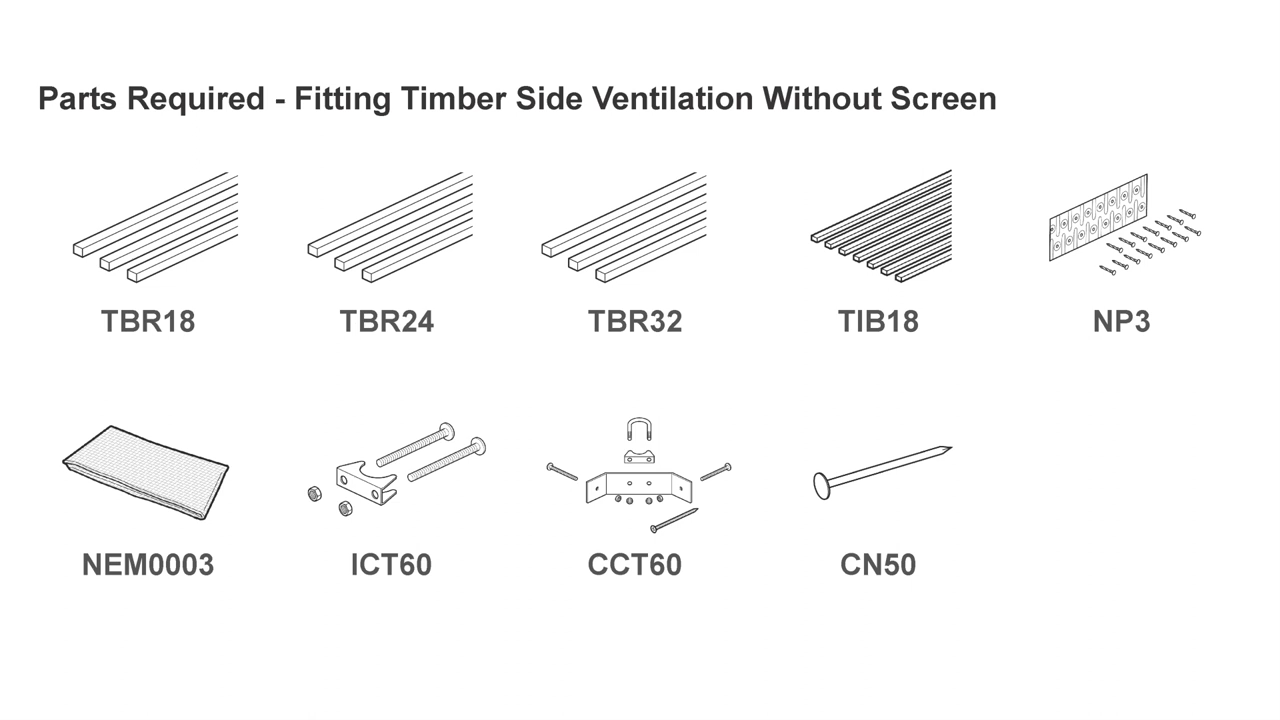 Parts Required - Fitting Timber Side Ventilation Without Screen
TBR18
TBR24
TBR32
TIB18
NP3
NEM0003
ICT60
CCT60
CN50